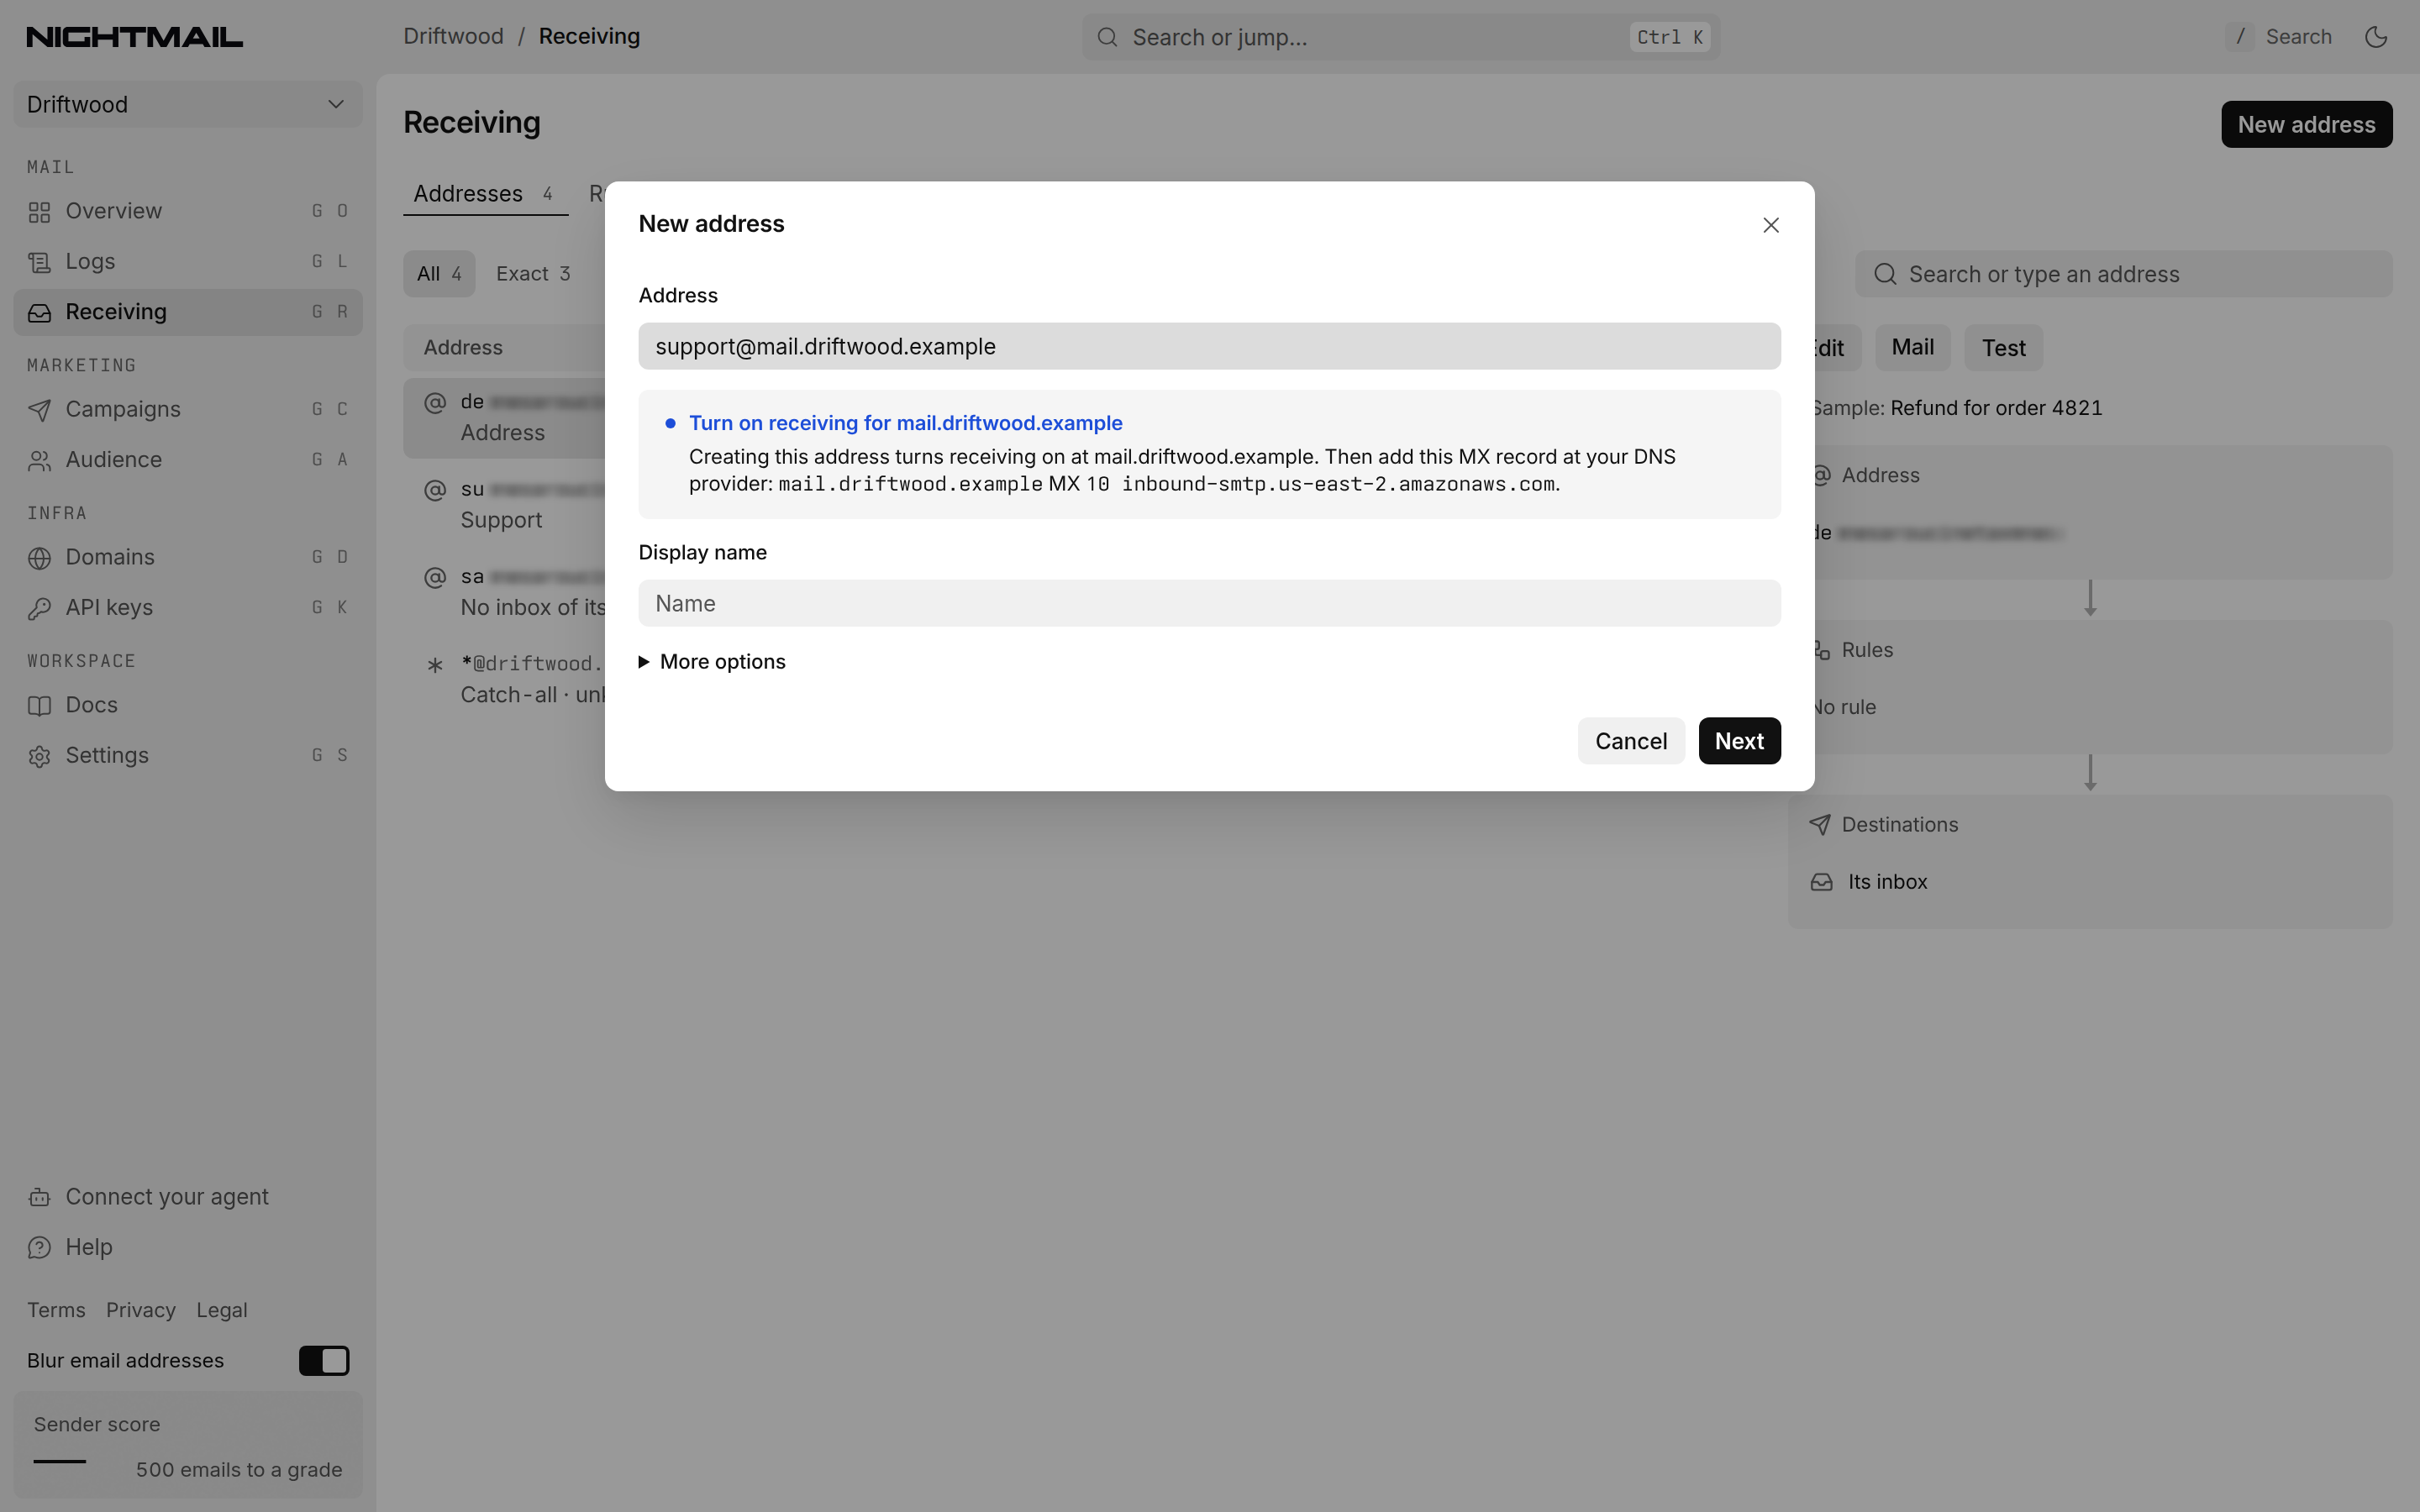 NIGHTMAIL
Driftwood / Receiving
Search or jump...
Ctrl K
/ Search
Driftwood
MAIL
Overview G O
Logs G L
Receiving G R
MARKETING
Campaigns G C
Audience G A
INFRA
Domains G D
API keys G K
WORKSPACE
Docs
Settings G S
Connect your agent
Help
Terms Privacy Legal
Blur email addresses
Sender score
500 emails to a grade
Receiving
New address
Addresses 4
All 4 Exact 3
Search or type an address
Address
de
Address
su
Support
sa
No inbox of its
*@driftwood.
Catch-all ·
New address
Address
support@mail.driftwood.example
Turn on receiving for mail.driftwood.example
Creating this address turns receiving on at mail.driftwood.example. Then add this MX record at your DNS
provider: mail.driftwood.example MX 10 inbound-smtp.us-east-2.amazonaws.com.
Display name
Name
More options
Cancel Next
Edit Mail Test
Sample: Refund for order 4821
Address
de
Rules
No rule
Destinations
Its inbox